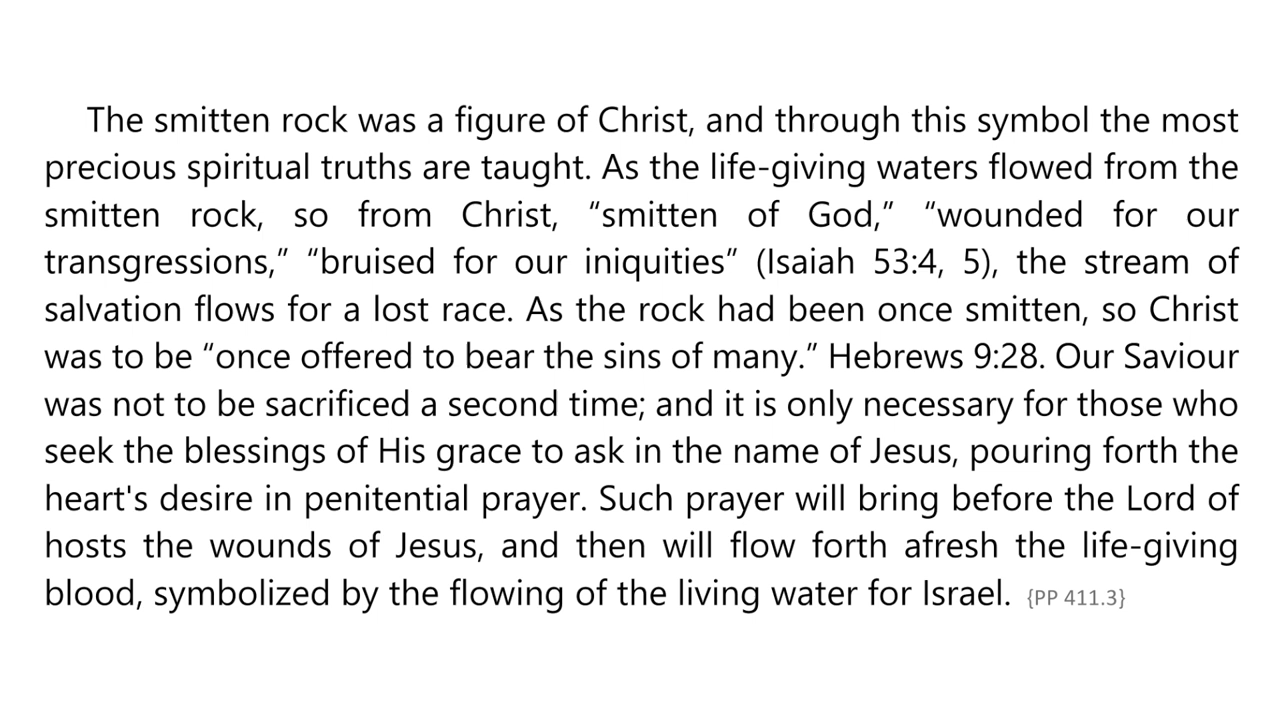 The smitten rock was a figure of Christ, and through this symbol the most
precious spiritual truths are taught. As the life-giving waters flowed from the
smitten rock, so from Christ, “smitten of God,” “wounded for our
transgressions,” “bruised for our iniquities” (Isaiah 53:4, 5), the stream of
salvation flows for a lost race. As the rock had been once smitten, so Christ
was to be “once offered to bear the sins of many.” Hebrews 9:28. Our Saviour
was not to be sacrificed a second time; and it is only necessary for those who
seek the blessings of His grace to ask in the name of Jesus, pouring forth the
heart's desire in penitential prayer. Such prayer will bring before the Lord of
hosts the wounds of Jesus, and then will flow forth afresh the life-giving
blood, symbolized by the flowing of the living water for Israel. {PP 411.3}